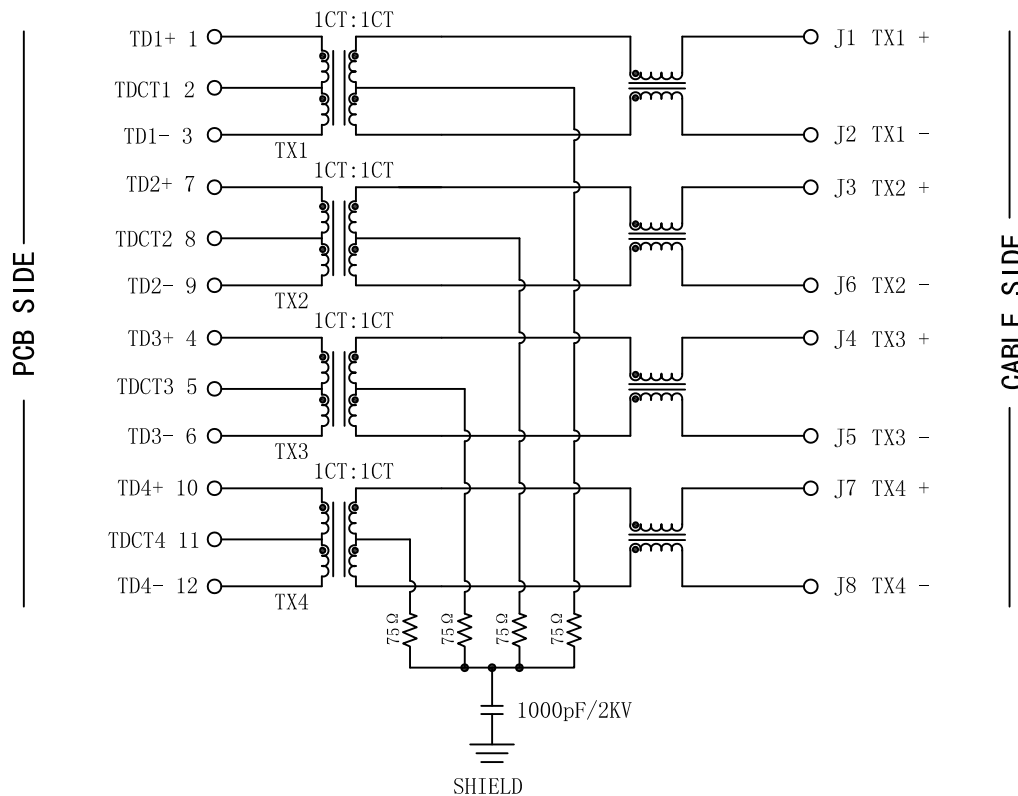 1CT:1CT
TD1+ 1
J1 TX1 +
TDCT1 2
TD1- 3
J2 TX1 -
TX1
1CT:1CT
TD2+ 7
J3 TX2 +
TDCT2 8
TD2- 9
J6 TX2 -
TX2
1CT:1CT
TD3+ 4
J4 TX3 +
TDCT3 5
TD3- 6
J5 TX3 -
TX3
1CT:1CT
TD4+ 10
J7 TX4 +
TDCT4 11
TD4- 12
J8 TX4 -
TX4
PCB SIDE
CABLE SIDE
75Ω
75Ω
75Ω
75Ω
1000pF/2KV
SHIELD